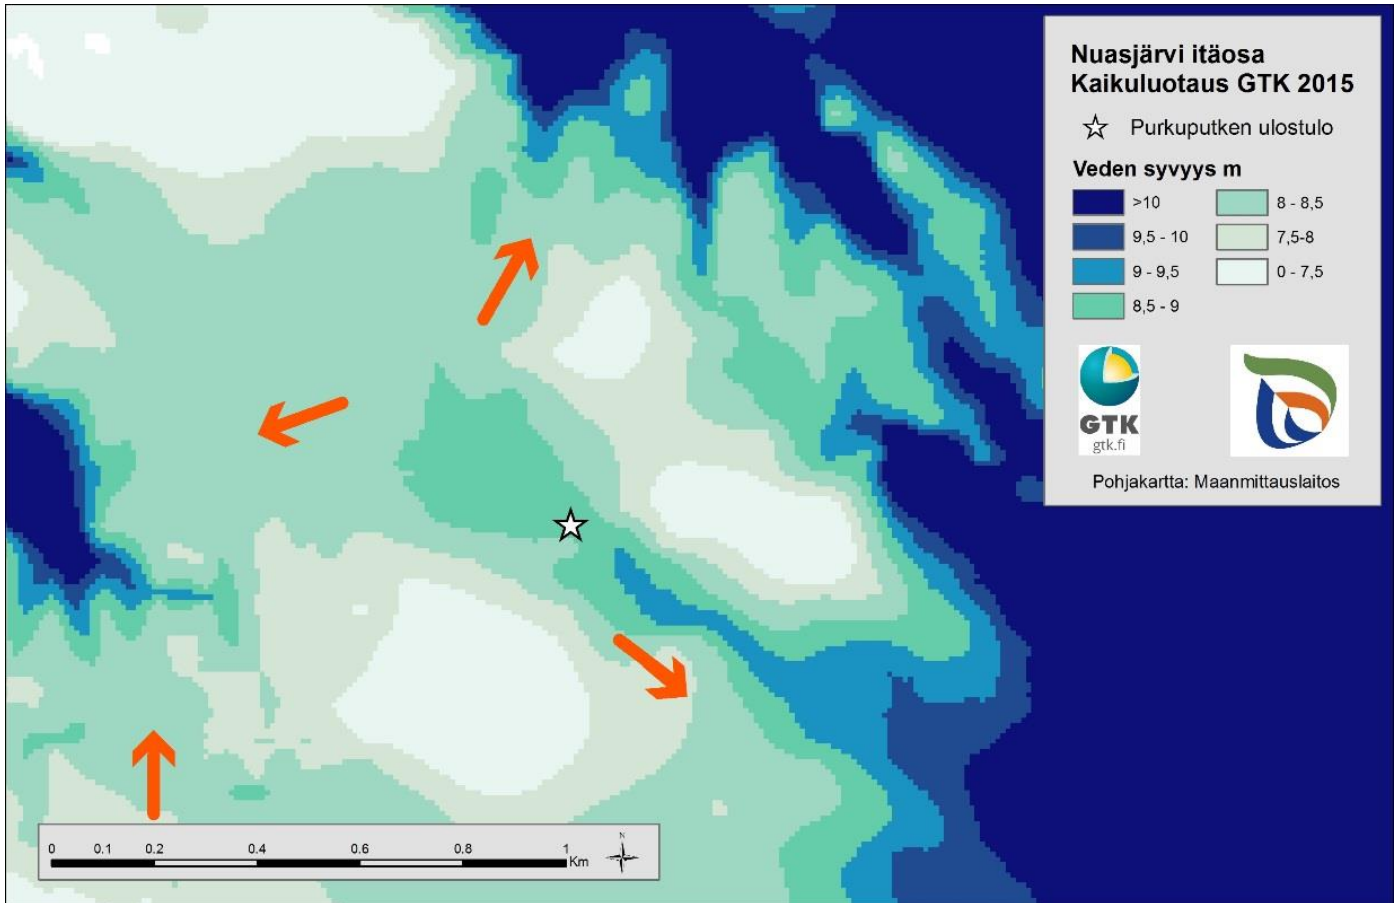 Nuasjärvi itäosa
Kaikuluotaus GTK 2015
Purkuputken ulostulo
Veden syvyys m
>10
9,5 - 10
9 - 9,5
8,5 - 9
8 - 8,5
7,5-8
0 - 7,5
GTK
gtk.fi
Pohjakartta: Maanmittauslaitos
0 0.1 0.2 0.4 0.6 0.8 1
Km
N